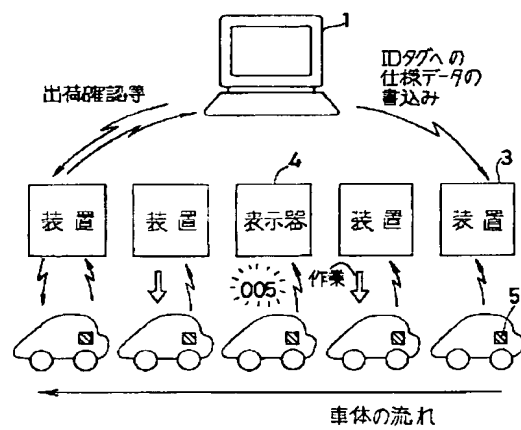 1
IDタグへの
仕様データの
書込み
出荷確認等
4
3
装置
装置
表示器
装置
装置
005
作業
5
車体の流れ